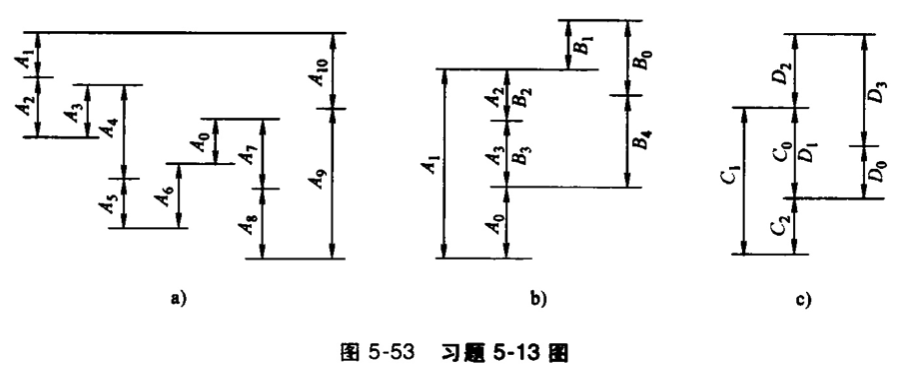 A₁
A₂
A₃
A₄
A₅
A₆
A₀
A₇
A₈
A₁₀
A₉
a)
A₁
A₂
B₂
A₃
B₃
A₀
B₁
B₀
B₄
b)
C₁
D₂
C₀
D₁
C₂
D₃
D₀
c)
图 5-53 习题 5-13 图